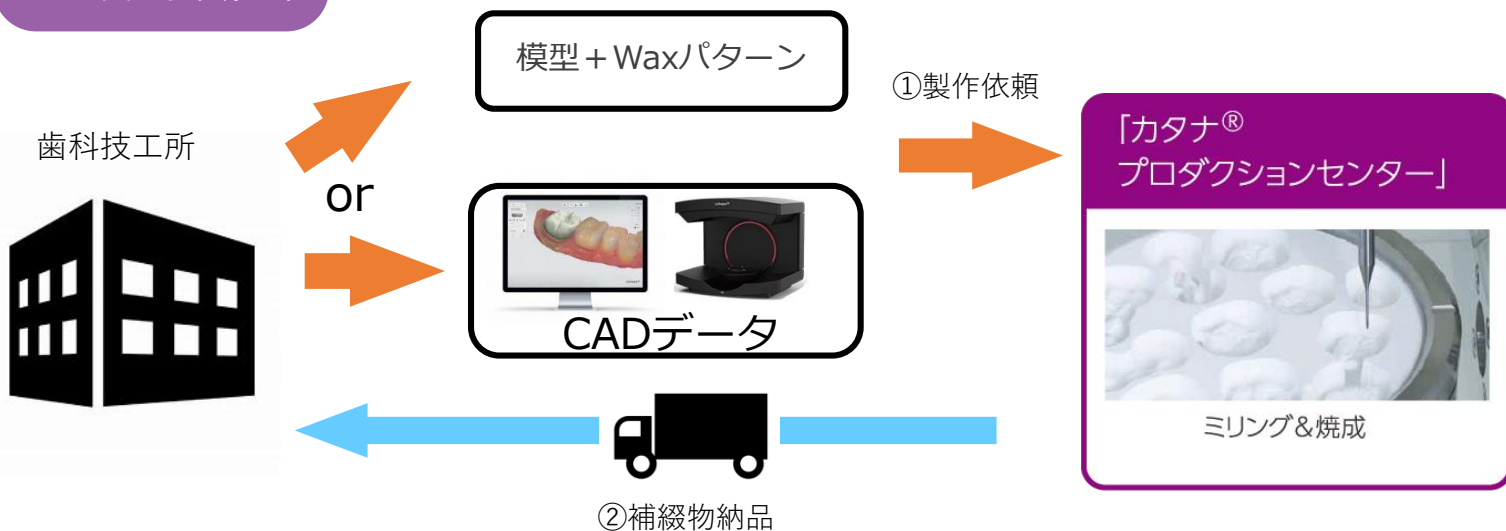 模型＋Waxパターン
①製作依頼
歯科技工所
or
「カタナ®
プロダクションセンター」
CADデータ
ミリング&焼成
②補綴物納品